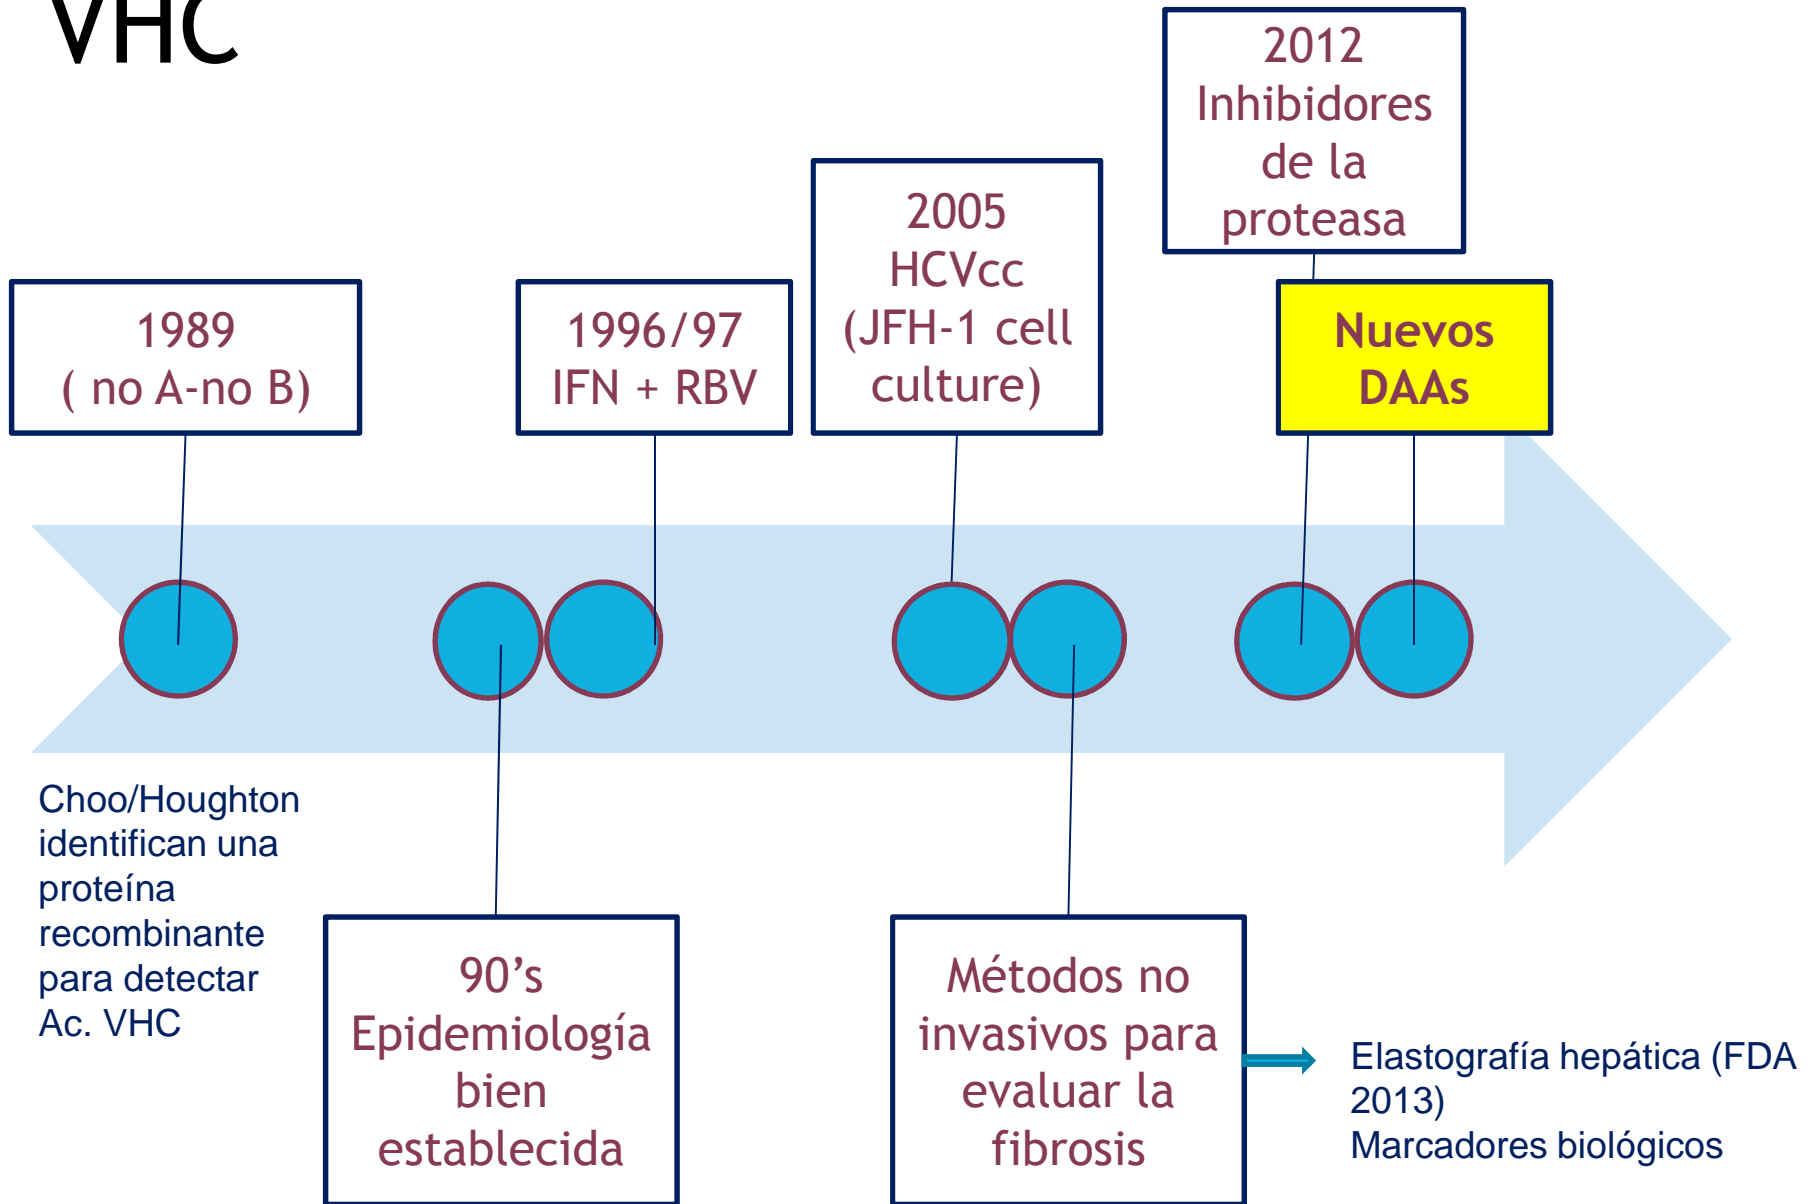 VHC
2012
Inhibidores
de la
proteasa
2005
HCVcc
(JFH-1 cell
culture)
1989
( no A-no B)
1996/97
IFN + RBV
Nuevos
DAAs
Choo/Houghton
identifican una
proteína
recombinante
para detectar
Ac. VHC
90’s
Epidemiología
bien
establecida
Métodos no
invasivos para
evaluar la
fibrosis
Elastografía hepática (FDA
2013)
Marcadores biológicos